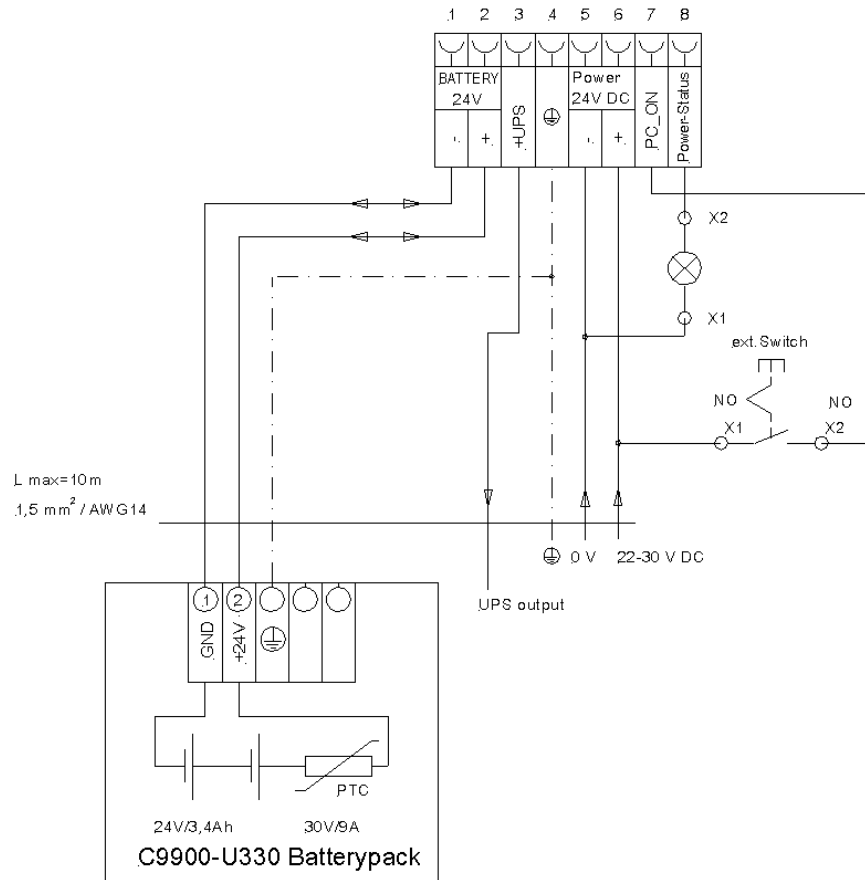 1 2 3 4 5 6 7 8
BATTERY
24V
- +
+UPS
Power
24V DC
- +
PC_ON
Power-Status
X2
X1
ext.Switch
NO NO
X1 X2
L max=10m
1,5 mm² / AWG14
0 V 22-30 V DC
UPS output
1 2
GND
+24V
PTC
24V/3,4Ah 30V/9A
C9900-U330 Batterypack